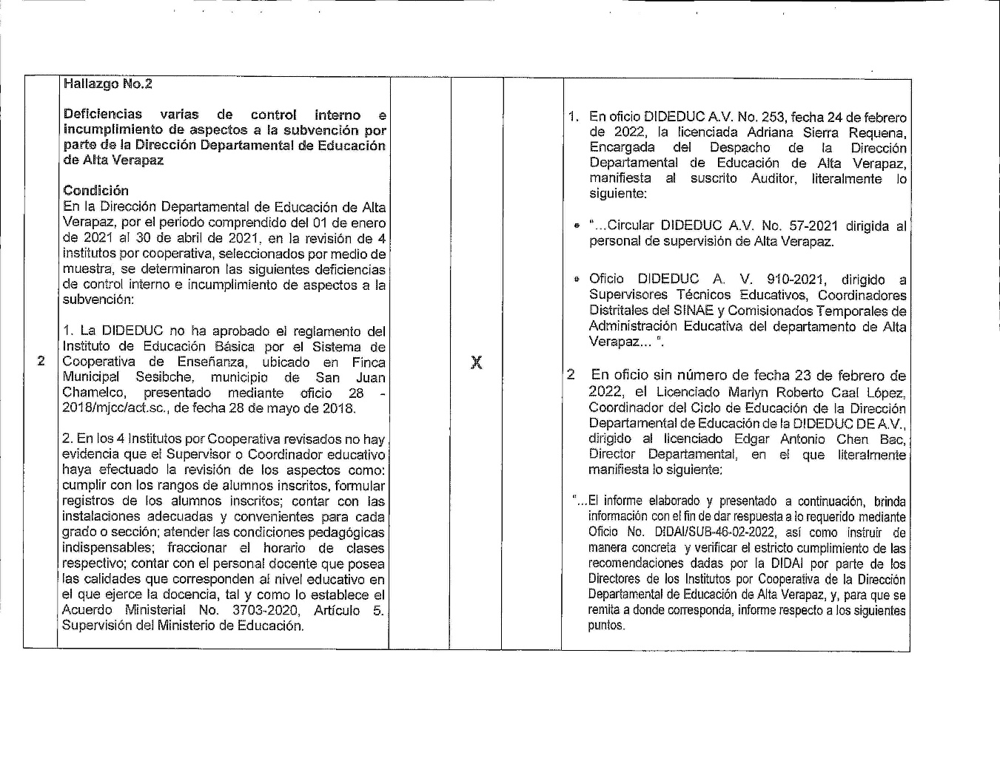 Hallazgo No.2
Deficiencias varias de control interno e
incumplimiento de aspectos a la subvención por
parte de la Dirección Departamental de Educación
de Alta Verapaz
Condición
En la Dirección Departamental de Educación de Alta
Verapaz, por el periodo comprendido del 01 de enero
de 2021 al 30 de abril de 2021, en la revisión de 4
institutos por cooperativa, seleccionados por medio de
muestra, se determinaron las siguientes deficiencias
de control interno e incumplimiento de aspectos a la
subvención:
1. La DIDEDUC no ha aprobado el reglamento del
Instituto de Educación Básica por el Sistema de
2
Cooperativa de Enseñanza, ubicado en Finca
Municipal Sesibche, municipio de San Juan
Chamelco, presentado mediante oficio 28 -
2018/mjcc/act.sc., de fecha 28 de mayo de 2018.
2. En los 4 Institutos por Cooperativa revisados no hay
evidencia que el Supervisor o Coordinador educativo
haya efectuado la revisión de los aspectos como:
cumplir con los rangos de alumnos inscritos, formular
registros de los alumnos inscritos; contar con las
instalaciones adecuadas y convenientes para cada
grado o sección; atender las condiciones pedagógicas
indispensables; fraccionar el horario de clases
respectivo; contar con el personal docente que posea
las calidades que corresponden al nivel educativo en
el que ejerce la docencia, tal y como lo establece el
Acuerdo Ministerial No. 3703-2020, Artículo 5.
Supervisión del Ministerio de Educación.
X
1. En oficio DIDEDUC A.V. No. 253, fecha 24 de febrero
de 2022, la licenciada Adriana Sierra Requena,
Encargada del Despacho de la Dirección
Departamental de Educación de Alta Verapaz,
manifiesta al suscrito Auditor, literalmente lo
siguiente:
• "...Circular DIDEDUC A.V. No. 57-2021 dirigida al
personal de supervisión de Alta Verapaz.
• Oficio DIDEDUC A. V. 910-2021, dirigido a
Supervisores Técnicos Educativos, Coordinadores
Distritales del SINAE y Comisionados Temporales de
Administración Educativa del departamento de Alta
Verapaz... ".
2 En oficio sin número de fecha 23 de febrero de
2022, el Licenciado Marlyn Roberto Caal López,
Coordinador del Ciclo de Educación de la Dirección
Departamental de Educación de la DIDEDUC DE A.V.,
dirigido al licenciado Edgar Antonio Chen Bac,
Director Departamental, en el que literalmente
manifiesta lo siguiente:
"...El informe elaborado y presentado a continuación, brinda
información con el fin de dar respuesta a lo requerido mediante
Oficio No. DIDAI/SUB-46-02-2022, así como instruir de
manera concreta y verificar el estricto cumplimiento de las
recomendaciones dadas por la DIDAI por parte de los
Directores de los Institutos por Cooperativa de la Dirección
Departamental de Educación de Alta Verapaz, y, para que se
remita a donde corresponda, informe respecto a los siguientes
puntos.